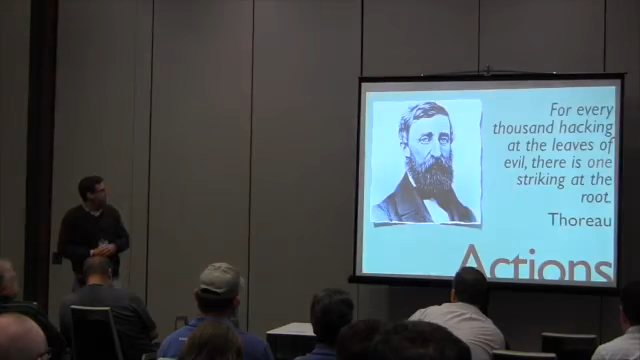 For every
thousand hacking
at the leaves of
evil, there is one
striking at the
root.
Thoreau
Actions